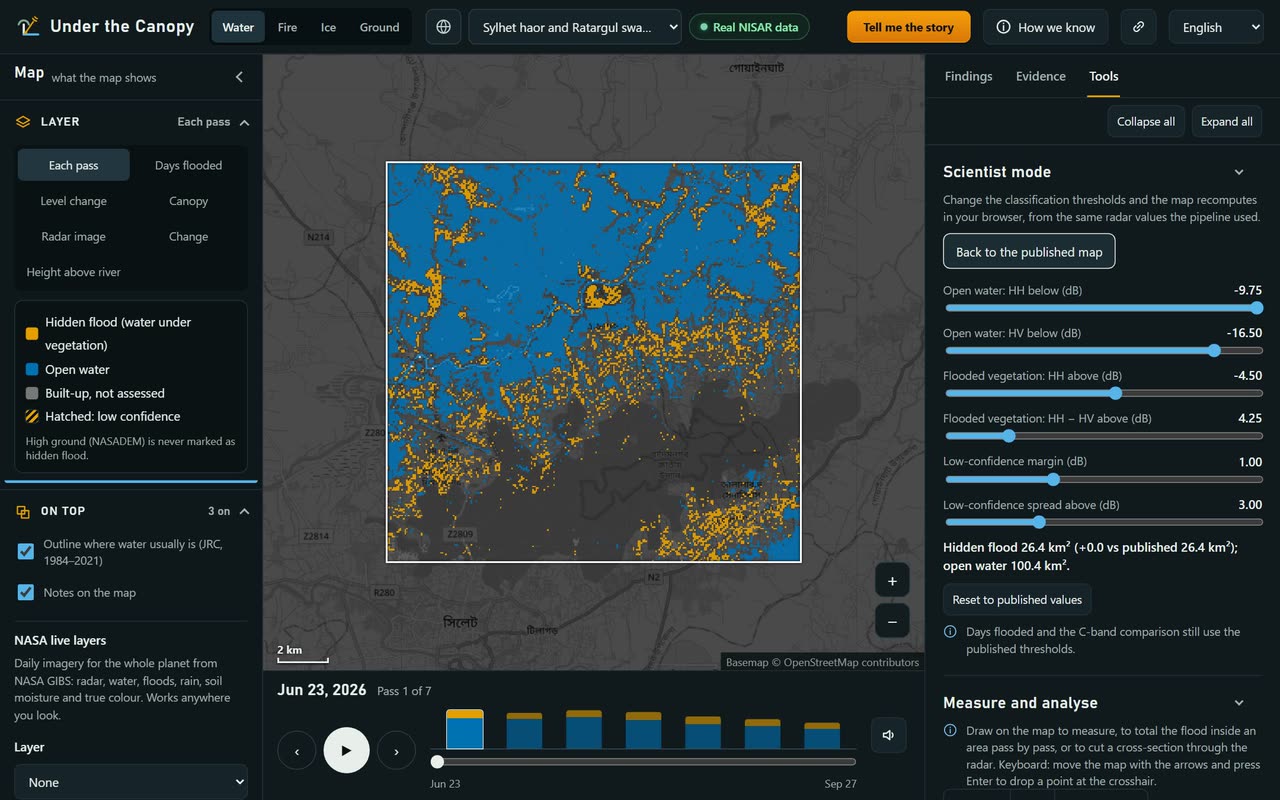 Under the Canopy
Water
Fire
Ice
Ground
Sylhet haor and Ratargul swa...
Real NISAR data
Tell me the story
How we know
English
Map what the map shows
LAYER
Each pass
Each pass
Days flooded
Level change
Canopy
Radar image
Change
Height above river
Hidden flood (water under
vegetation)
Open water
Built-up, not assessed
Hatched: low confidence
High ground (NASADEM) is never marked as
hidden flood.
ON TOP
3 on
Outline where water usually is (JRC,
1984–2021)
Notes on the map
NASA live layers
Daily imagery for the whole planet from
NASA GIBS: radar, water, floods, rain, soil
moisture and true colour. Works anywhere
you look.
Layer
None
গোয়াইনঘাট
N214
Z280
Z2814
Z2809
R280
N2
সিলেট
টিলাগড়
2 km
Basemap © OpenStreetMap contributors
Jun 23, 2026 Pass 1 of 7
Jun 23
Sep 27
Findings
Evidence
Tools
Collapse all
Expand all
Scientist mode
Change the classification thresholds and the map recomputes
in your browser, from the same radar values the pipeline used.
Back to the published map
Open water: HH below (dB) -9.75
Open water: HV below (dB) -16.50
Flooded vegetation: HH above (dB) -4.50
Flooded vegetation: HH − HV above (dB) 4.25
Low-confidence margin (dB) 1.00
Low-confidence spread above (dB) 3.00
Hidden flood 26.4 km² (+0.0 vs published 26.4 km²);
open water 100.4 km².
Reset to published values
Days flooded and the C-band comparison still use the
published thresholds.
Measure and analyse
Draw on the map to measure, to total the flood inside an
area pass by pass, or to cut a cross-section through the
radar. Keyboard: move the map with the arrows and press
Enter to drop a point at the crosshair.